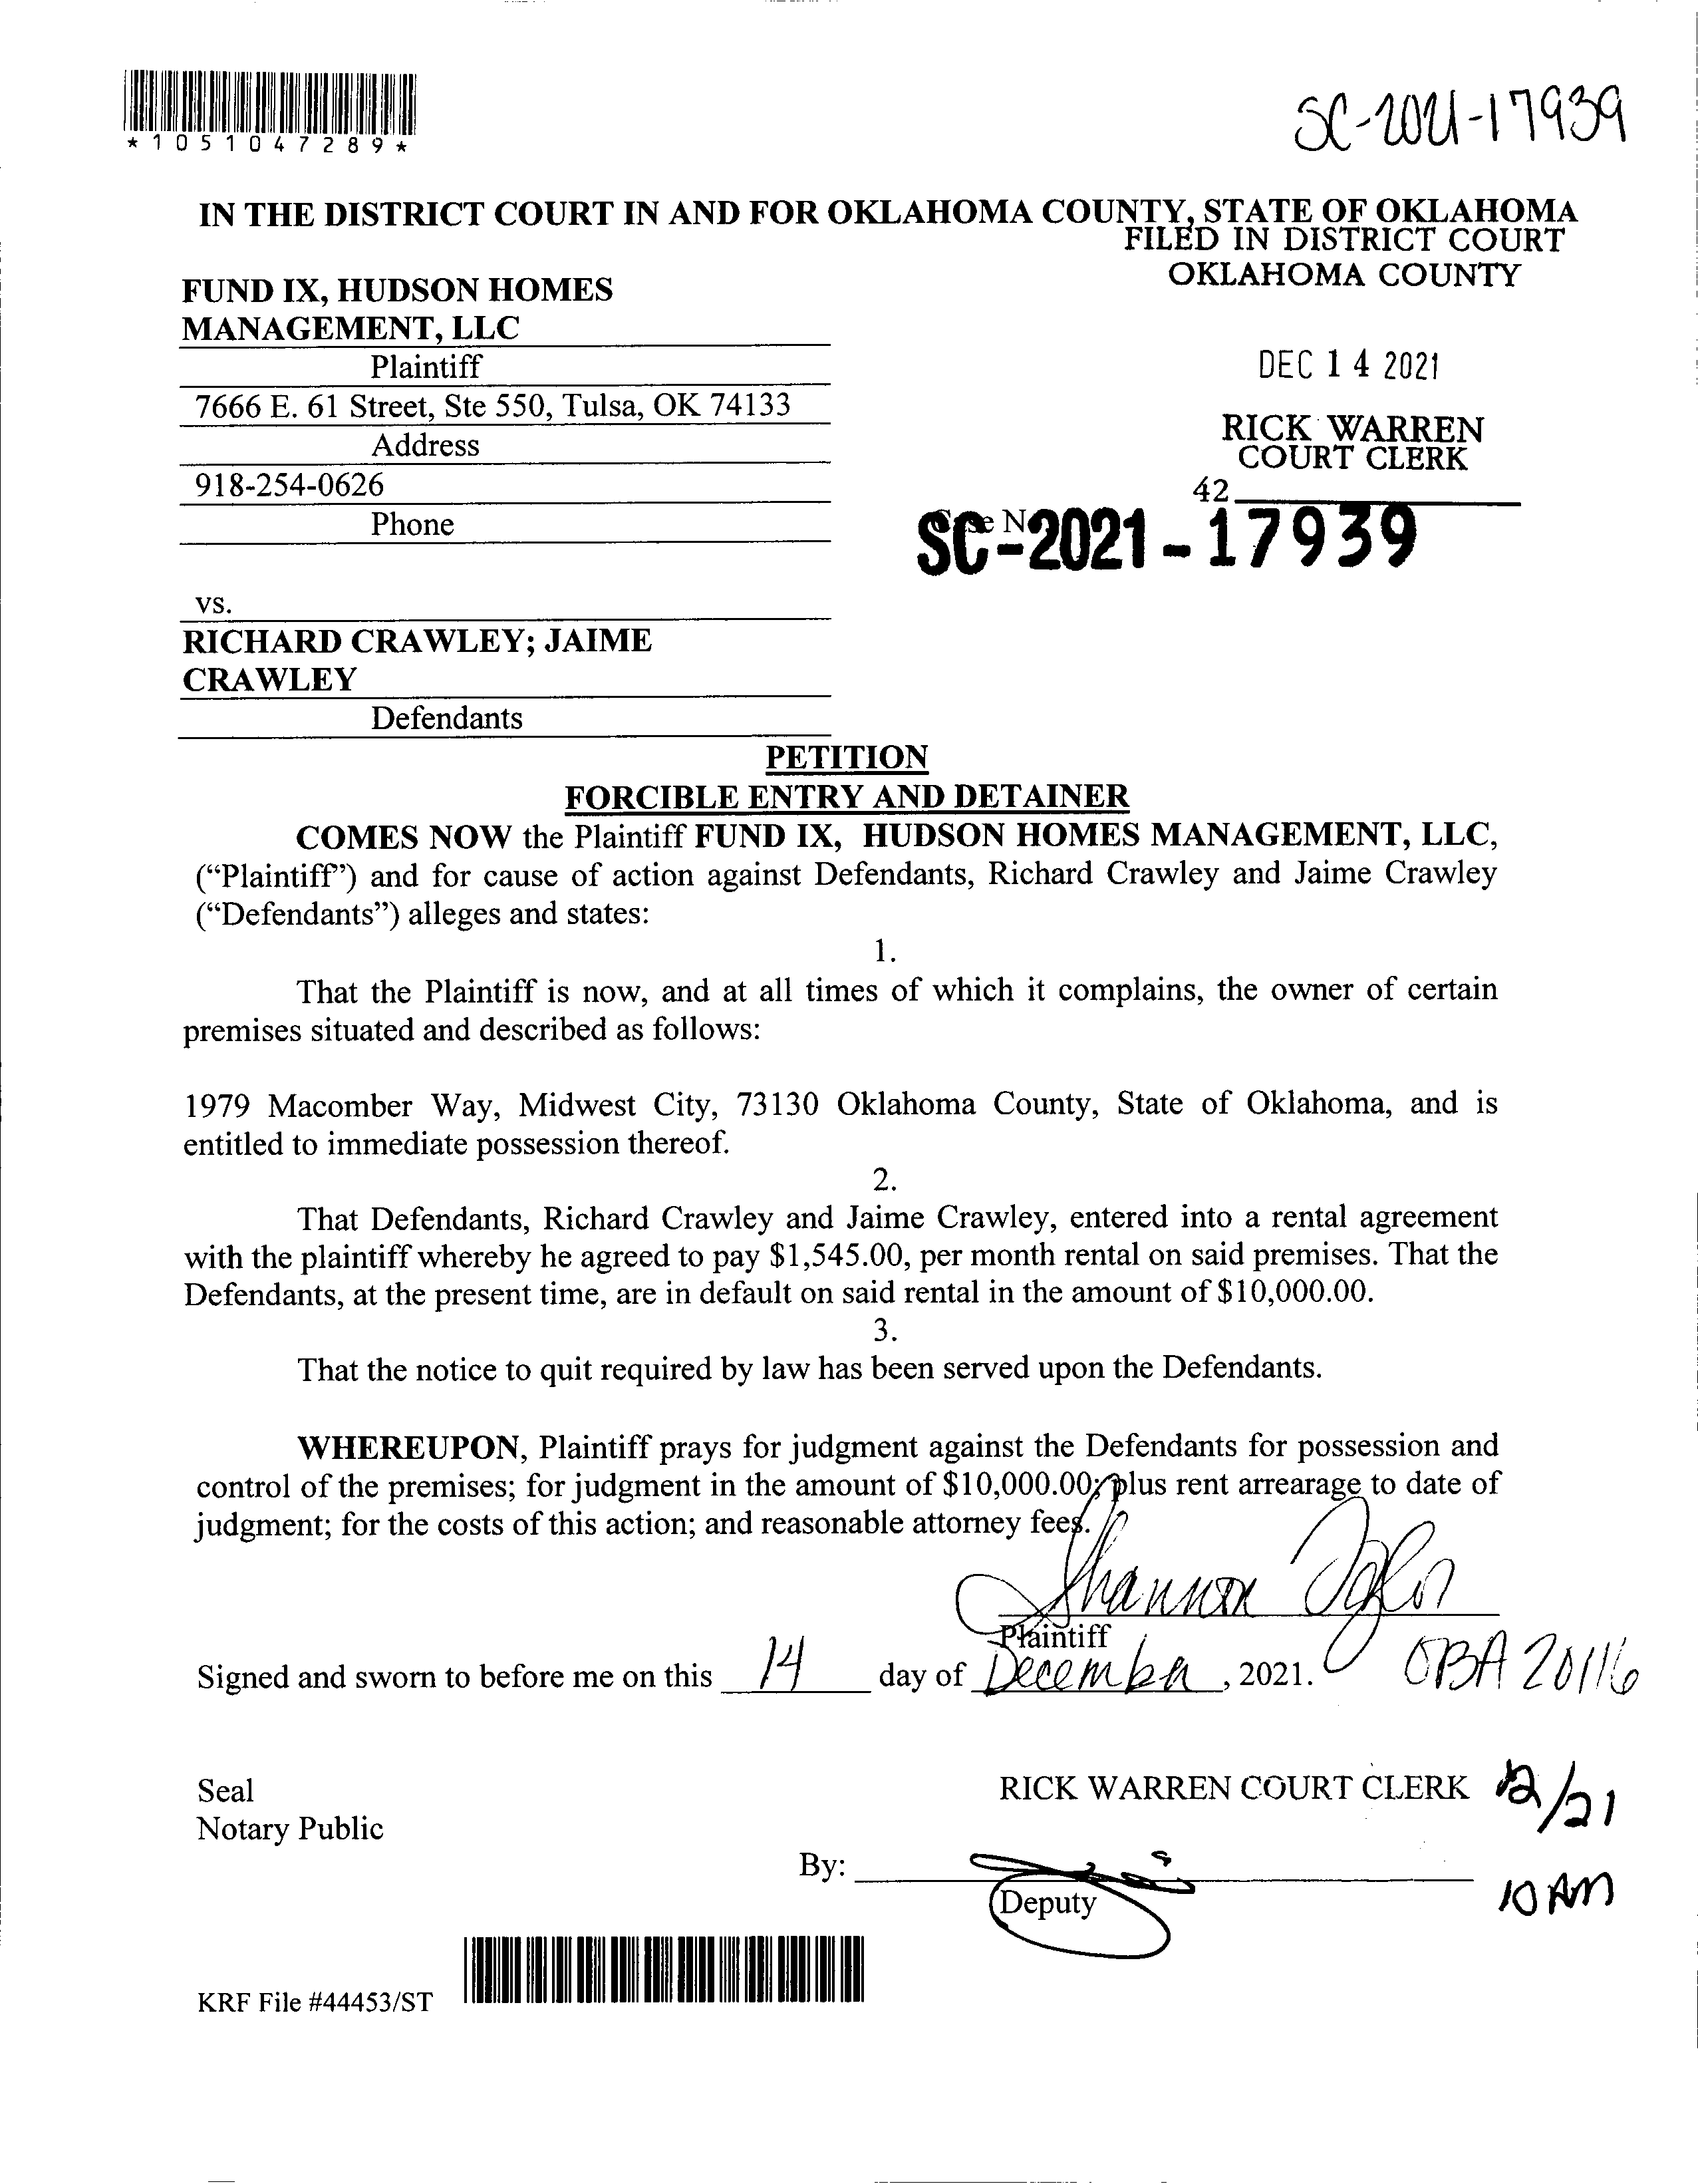 *1051047289*
SC-2021-17939
IN THE DISTRICT COURT IN AND FOR OKLAHOMA COUNTY, STATE OF OKLAHOMA
FILED IN DISTRICT COURT
OKLAHOMA COUNTY
FUND IX, HUDSON HOMES
MANAGEMENT, LLC
Plaintiff
7666 E. 61 Street, Ste 550, Tulsa, OK 74133
Address
918-254-0626
Phone
DEC 14 2021
RICK WARREN
COURT CLERK
42
SC-2021-17939
vs.
RICHARD CRAWLEY; JAIME
CRAWLEY
Defendants
PETITION
FORCIBLE ENTRY AND DETAINER
COMES NOW the Plaintiff FUND IX, HUDSON HOMES MANAGEMENT, LLC,
("Plaintiff") and for cause of action against Defendants, Richard Crawley and Jaime Crawley
("Defendants") alleges and states:
1.
That the Plaintiff is now, and at all times of which it complains, the owner of certain
premises situated and described as follows:
1979 Macomber Way, Midwest City, 73130 Oklahoma County, State of Oklahoma, and is
entitled to immediate possession thereof.
2.
That Defendants, Richard Crawley and Jaime Crawley, entered into a rental agreement
with the plaintiff whereby he agreed to pay $1,545.00, per month rental on said premises. That the
Defendants, at the present time, are in default on said rental in the amount of $10,000.00.
3.
That the notice to quit required by law has been served upon the Defendants.
WHEREUPON, Plaintiff prays for judgment against the Defendants for possession and
control of the premises; for judgment in the amount of $10,000.00; plus rent arrearage to date of
judgment; for the costs of this action; and reasonable attorney fees.
Shannon Taylor
Plaintiff
Signed and sworn to before me on this 14 day of December, 2021. OBA 20116
Seal
Notary Public
RICK WARREN COURT CLERK 12/21
By:
Deputy
10 AM
KRF File #44453/ST